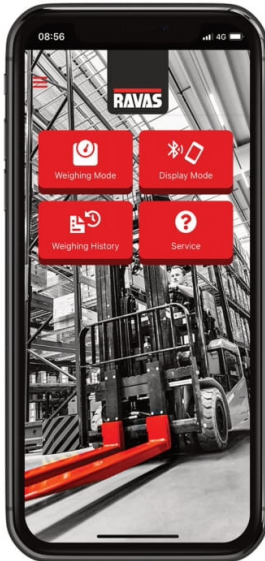 08:56
4G
RAVAS
Weighing Mode
Display Mode
Weighing History
Service